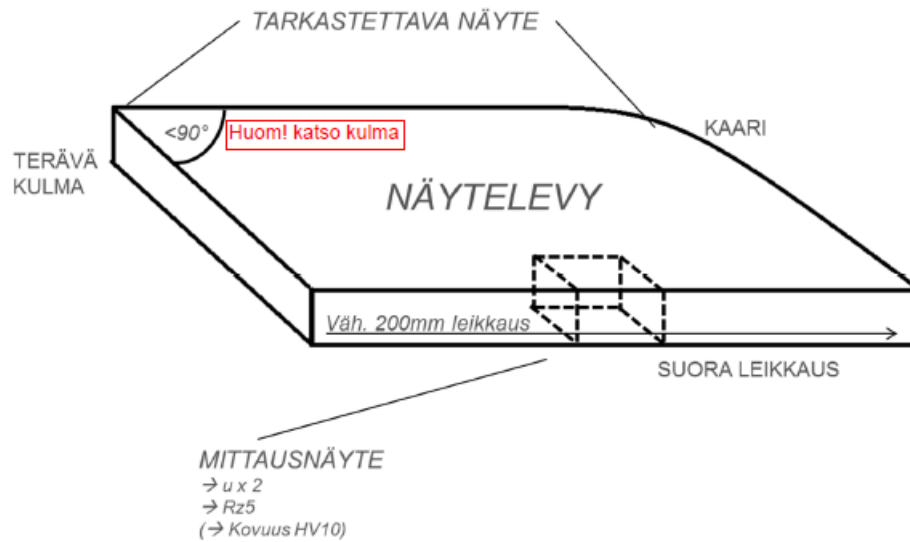 TARKASTETTAVA NÄYTE
<90°
Huom! katso kulma
KAARI
TERÄVÄ
KULMA
NÄYTELEVY
Väh. 200mm leikkaus
SUORA LEIKKAUS
MITTAUSNÄYTE
→ u x 2
→ Rz5
(→ Kovuus HV10)